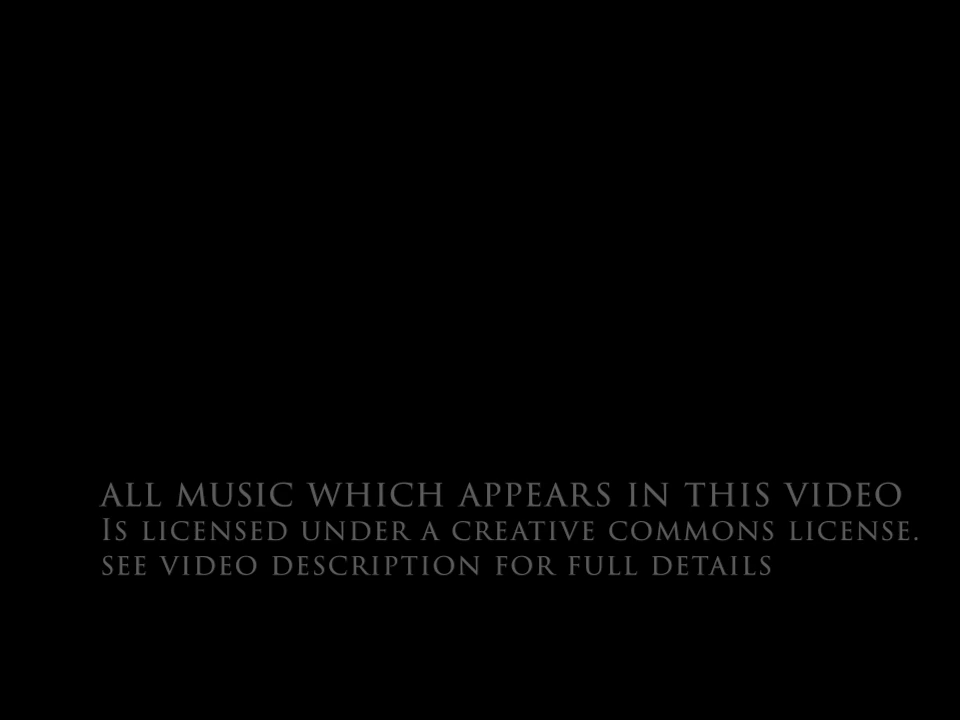 ALL MUSIC WHICH APPEARS IN THIS VIDEO
IS LICENSED UNDER A CREATIVE COMMONS LICENSE.
SEE VIDEO DESCRIPTION FOR FULL DETAILS